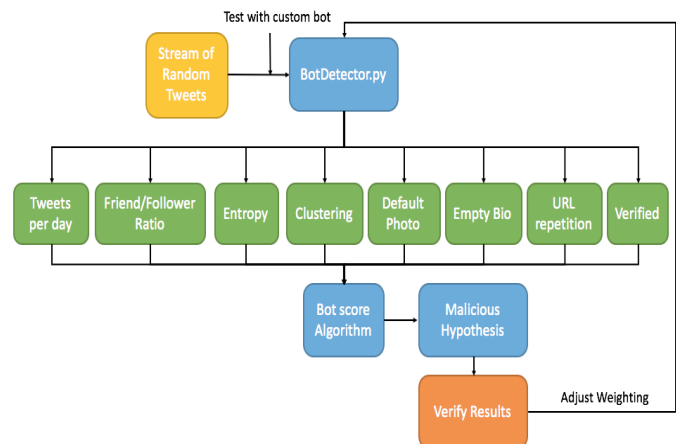 Test with custom bot
Stream of
Random
Tweets
BotDetector.py
Tweets
per day
Friend/Follower
Ratio
Entropy
Clustering
Default
Photo
Empty Bio
URL
repetition
Verified
Bot score
Algorithm
Malicious
Hypothesis
Verify Results
Adjust Weighting